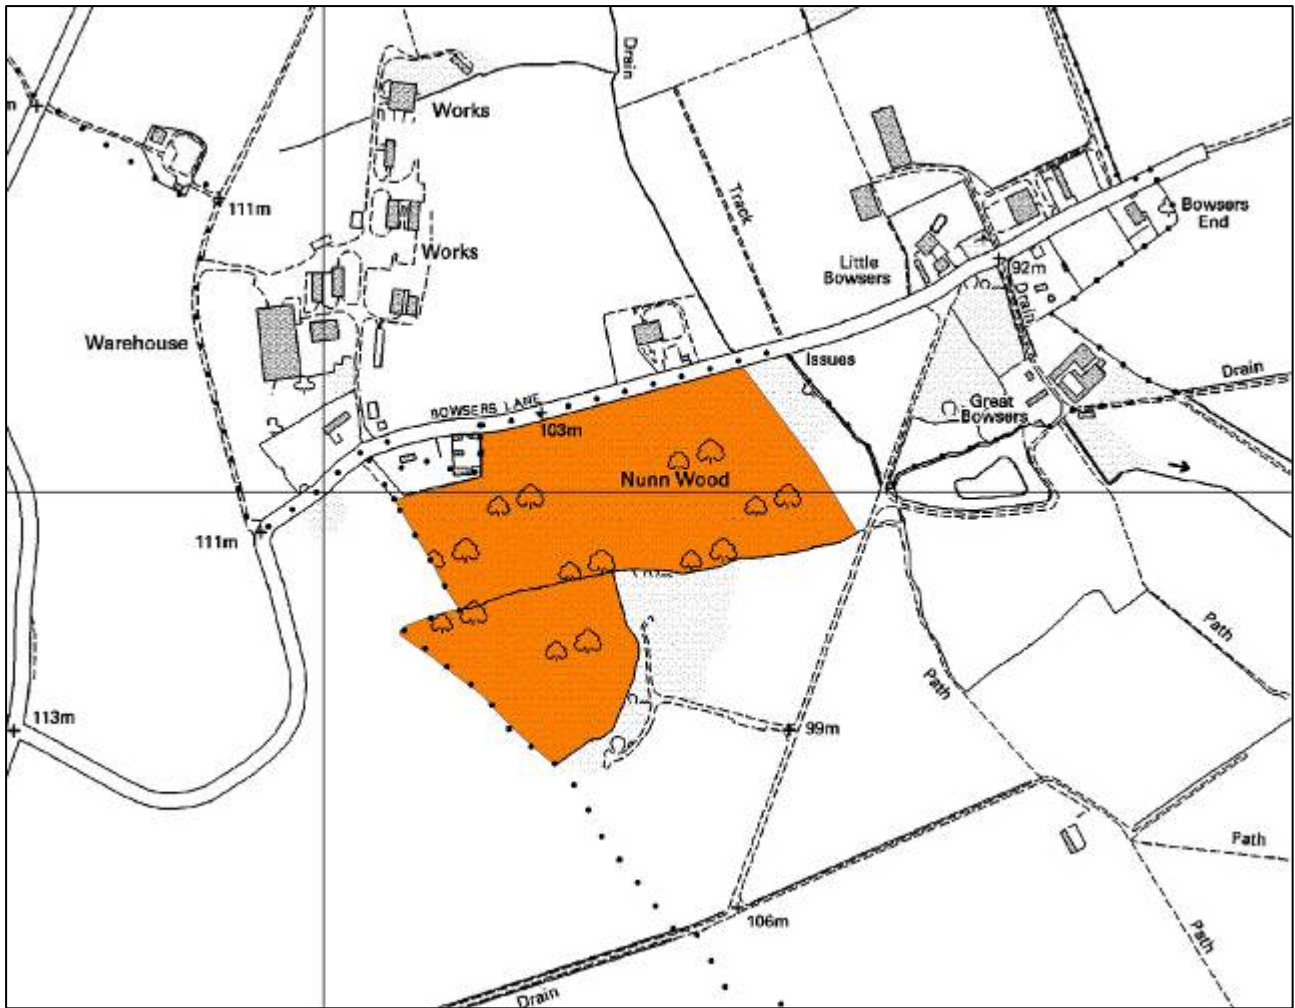 Drain
m
Works
111m
Track
Bowsers
End
Works
Little
Bowsers
92m
Drain
Warehouse
Issues
Drain
BOWSERS LANE
Great
Bowsers
103m
Nunn Wood
111m
Path
Path
113m
99m
Path
106m
Path
Drain